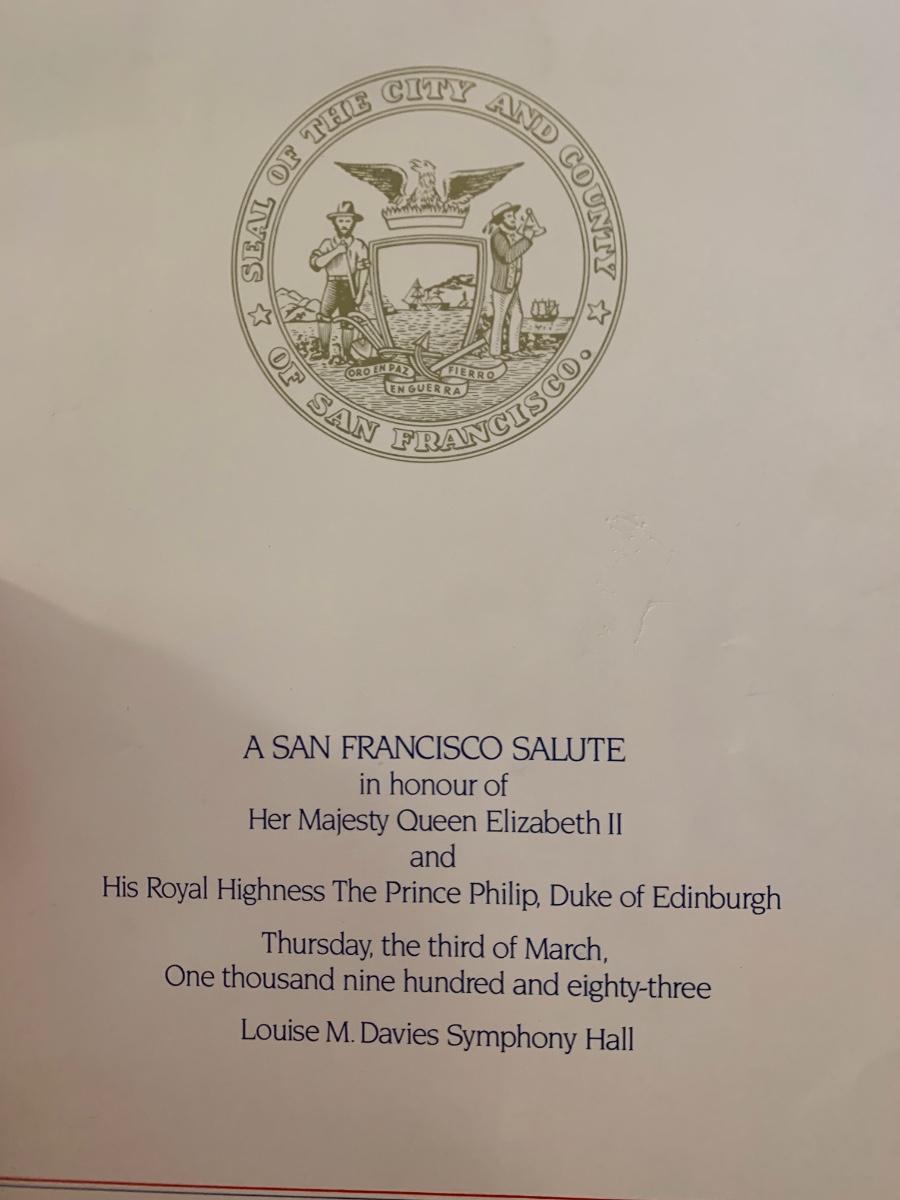 SEAL OF THE CITY AND COUNTY
OF SAN FRANCISCO.
ORO EN PAZ
FIERRO
EN GUERRA
A SAN FRANCISCO SALUTE
in honour of
Her Majesty Queen Elizabeth II
and
His Royal Highness The Prince Philip, Duke of Edinburgh
Thursday, the third of March,
One thousand nine hundred and eighty-three
Louise M. Davies Symphony Hall